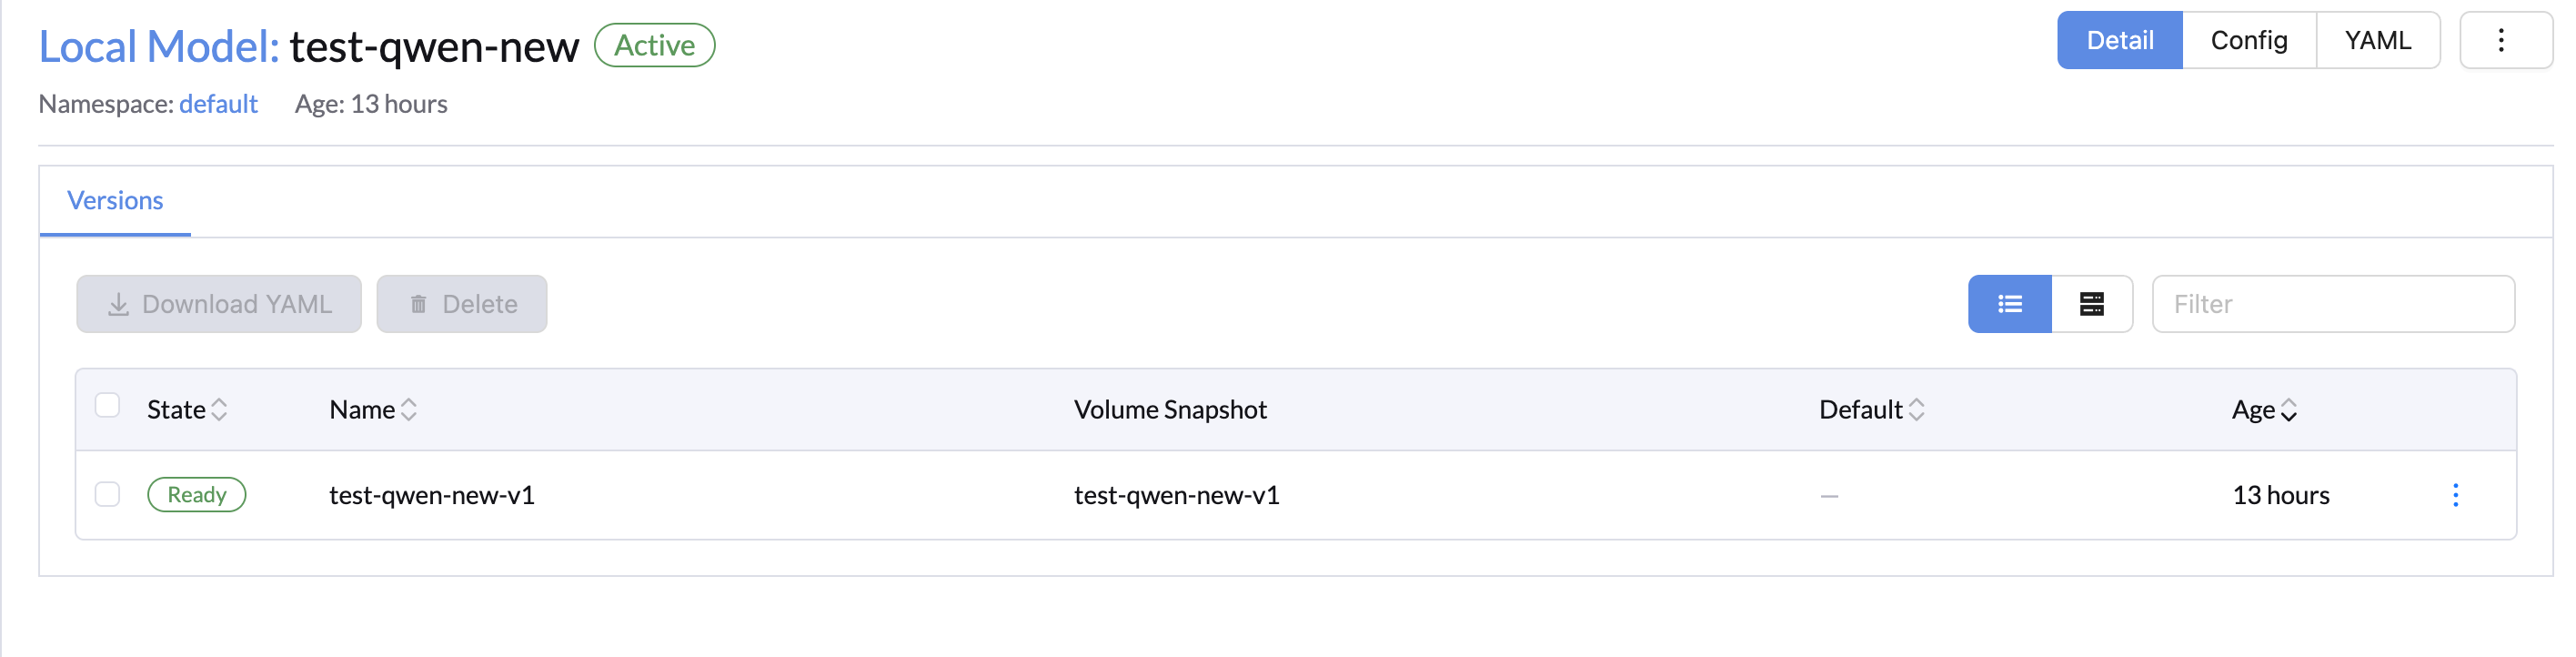 Local Model: test-qwen-new Active
Detail Config YAML
Namespace: default Age: 13 hours
Versions
Download YAML Delete Filter
State Name Volume Snapshot Default Age
Ready test-qwen-new-v1 test-qwen-new-v1 – 13 hours